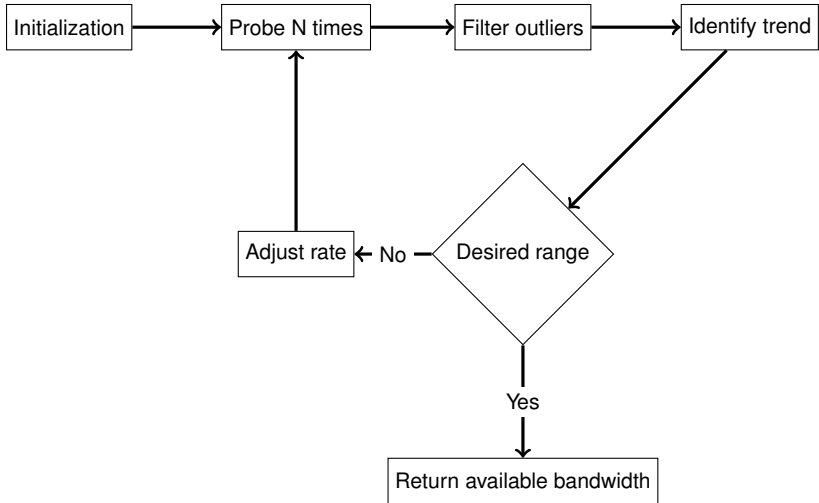 Initialization
Probe N times
Filter outliers
Identify trend
Adjust rate
No
Desired range
Yes
Return available bandwidth